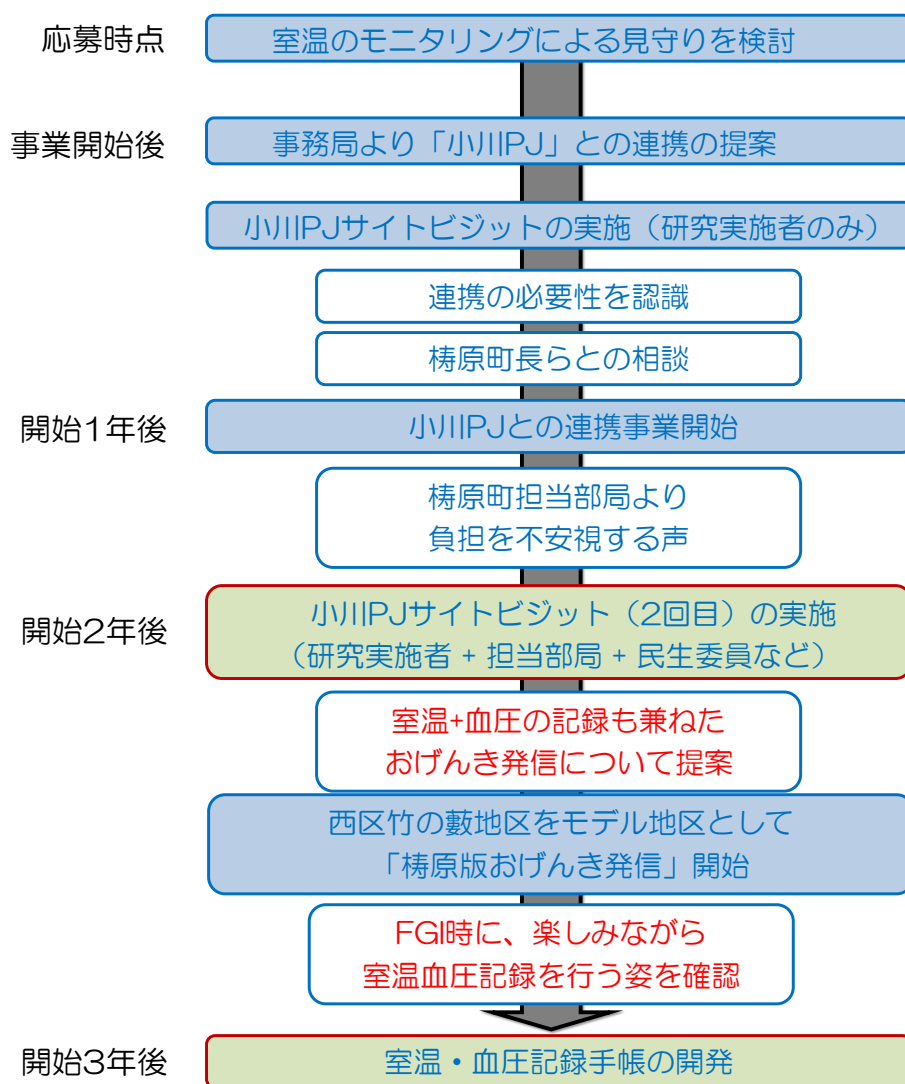 応募時点
室温のモニタリングによる見守りを検討
事業開始後
事務局より「小川PJ」との連携の提案
小川PJサイトビジットの実施（研究実施者のみ）
連携の必要性を認識
梼原町長らとの相談
開始1年後
小川PJとの連携事業開始
梼原町担当部局より
負担を不安視する声
開始2年後
小川PJサイトビジット（2回目）の実施
（研究実施者 + 担当部局 + 民生委員など）
室温+血圧の記録も兼ねた
おげんき発信について提案
西区竹の藪地区をモデル地区として
「梼原版おげんき発信」開始
FGI時に、楽しみながら
室温血圧記録を行う姿を確認
開始3年後
室温・血圧記録手帳の開発